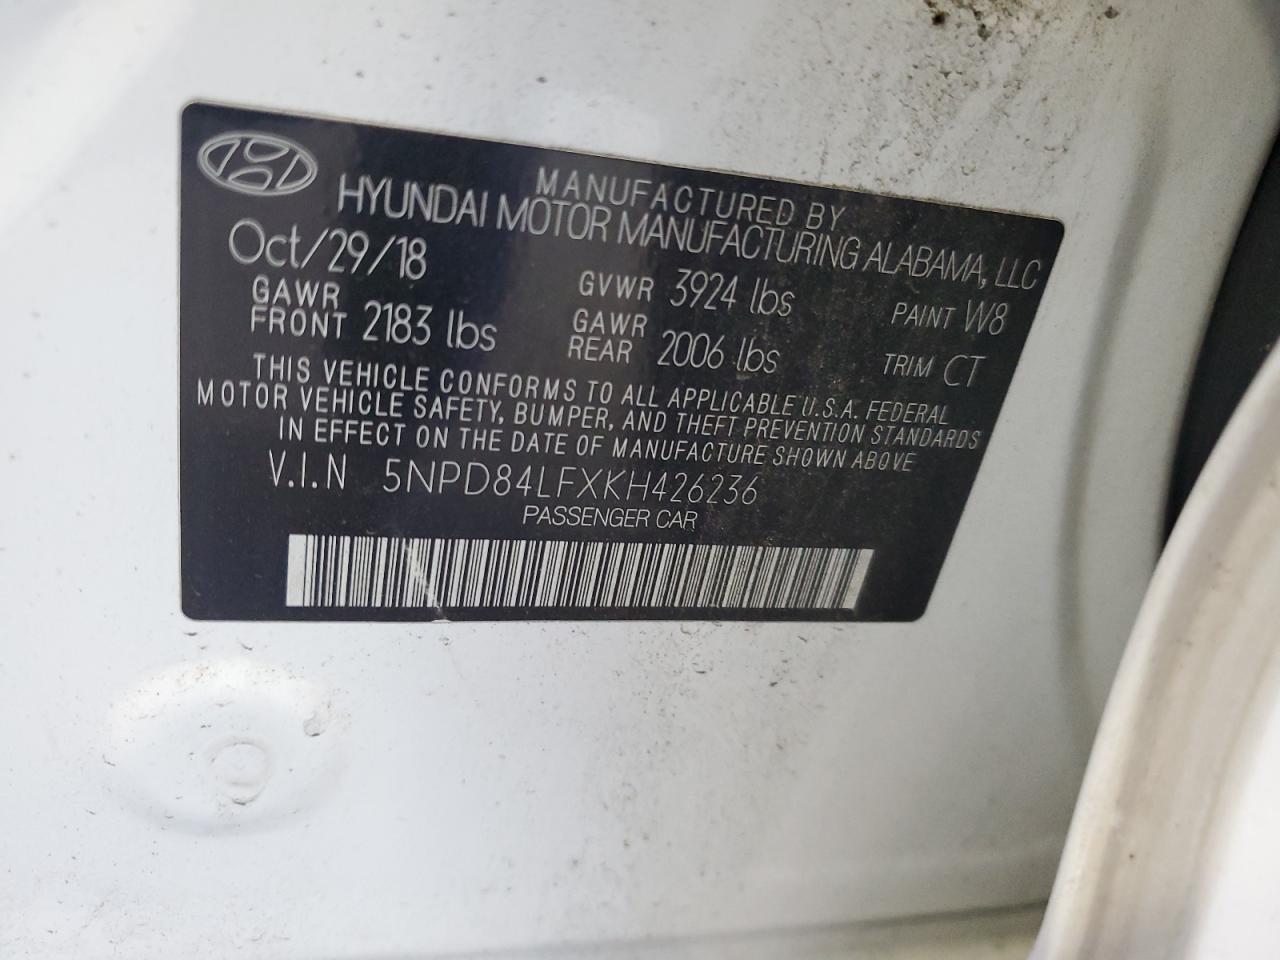 MANUFACTURED BY
HYUNDAI MOTOR MANUFACTURING ALABAMA, LLC
Oct/29/18
GAWR FRONT 2183 lbs
GVWR 3924 lbs
GAWR REAR 2006 lbs
PAINT W8
TRIM CT
THIS VEHICLE CONFORMS TO ALL APPLICABLE U.S.A. FEDERAL
MOTOR VEHICLE SAFETY, BUMPER, AND THEFT PREVENTION STANDARDS
IN EFFECT ON THE DATE OF MANUFACTURE SHOWN ABOVE
V.I.N 5NPD84LFXKH426236
PASSENGER CAR